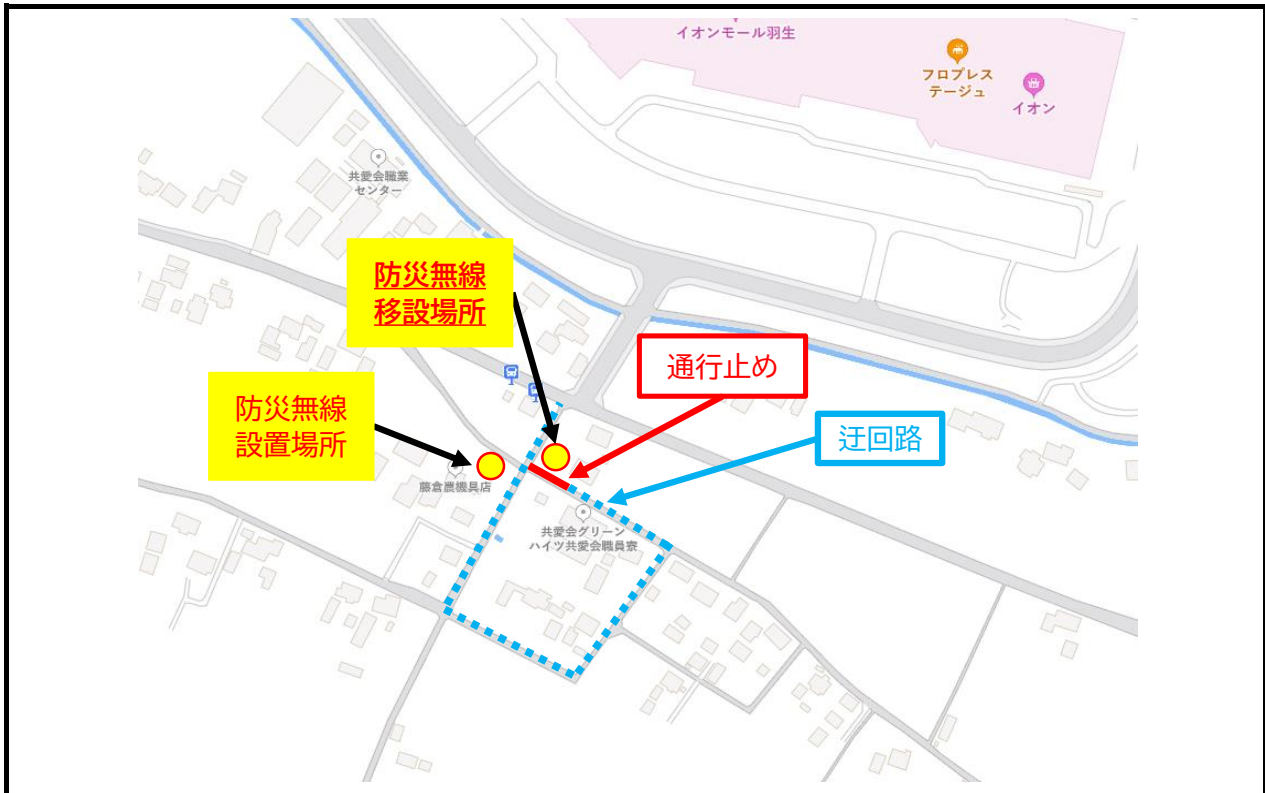 イオンモール羽生
フロプレス
テージュ
イオン
共愛会職業
センター
防災無線
移設場所
通行止め
防災無線
設置場所
迂回路
藤倉農機具店
共愛会グリーン
ハイツ共愛会職員寮